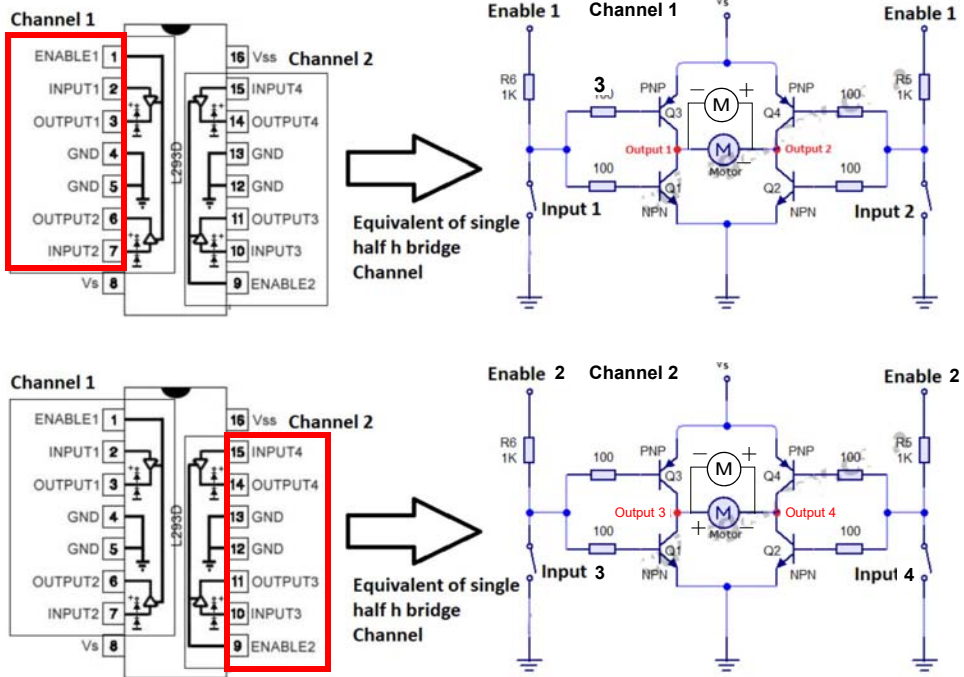 Channel 1
ENABLE1 1
INPUT1 2
OUTPUT1 3
GND 4
GND 5
OUTPUT2 6
INPUT2 7
Vs 8
L293D
16 Vss Channel 2
15 INPUT4
14 OUTPUT4
13 GND
12 GND
11 OUTPUT3
10 INPUT3
9 ENABLE2
Equivalent of single
half h bridge
Channel
Enable 1 Channel 1 Vs Enable 1
R6
1K
3
PNP
Q3
− M +
PNP
Q4
100
R5
1K
Output 1
M
−
Motor
Output 2
100
Q1
NPN
Q2
NPN
100
Input 1
Input 2
Channel 1
ENABLE1 1
INPUT1 2
OUTPUT1 3
GND 4
GND 5
OUTPUT2 6
INPUT2 7
Vs 8
L293D
16 Vss Channel 2
15 INPUT4
14 OUTPUT4
13 GND
12 GND
11 OUTPUT3
10 INPUT3
9 ENABLE2
Equivalent of single
half h bridge
Channel
Enable 2 Channel 2 Vs Enable 2
R6
1K
100
PNP
Q3
− M +
PNP
Q4
100
R5
1K
Output 3
+ M −
Motor
Output 4
100
Q1
NPN
Q2
NPN
100
Input 3
Input 4